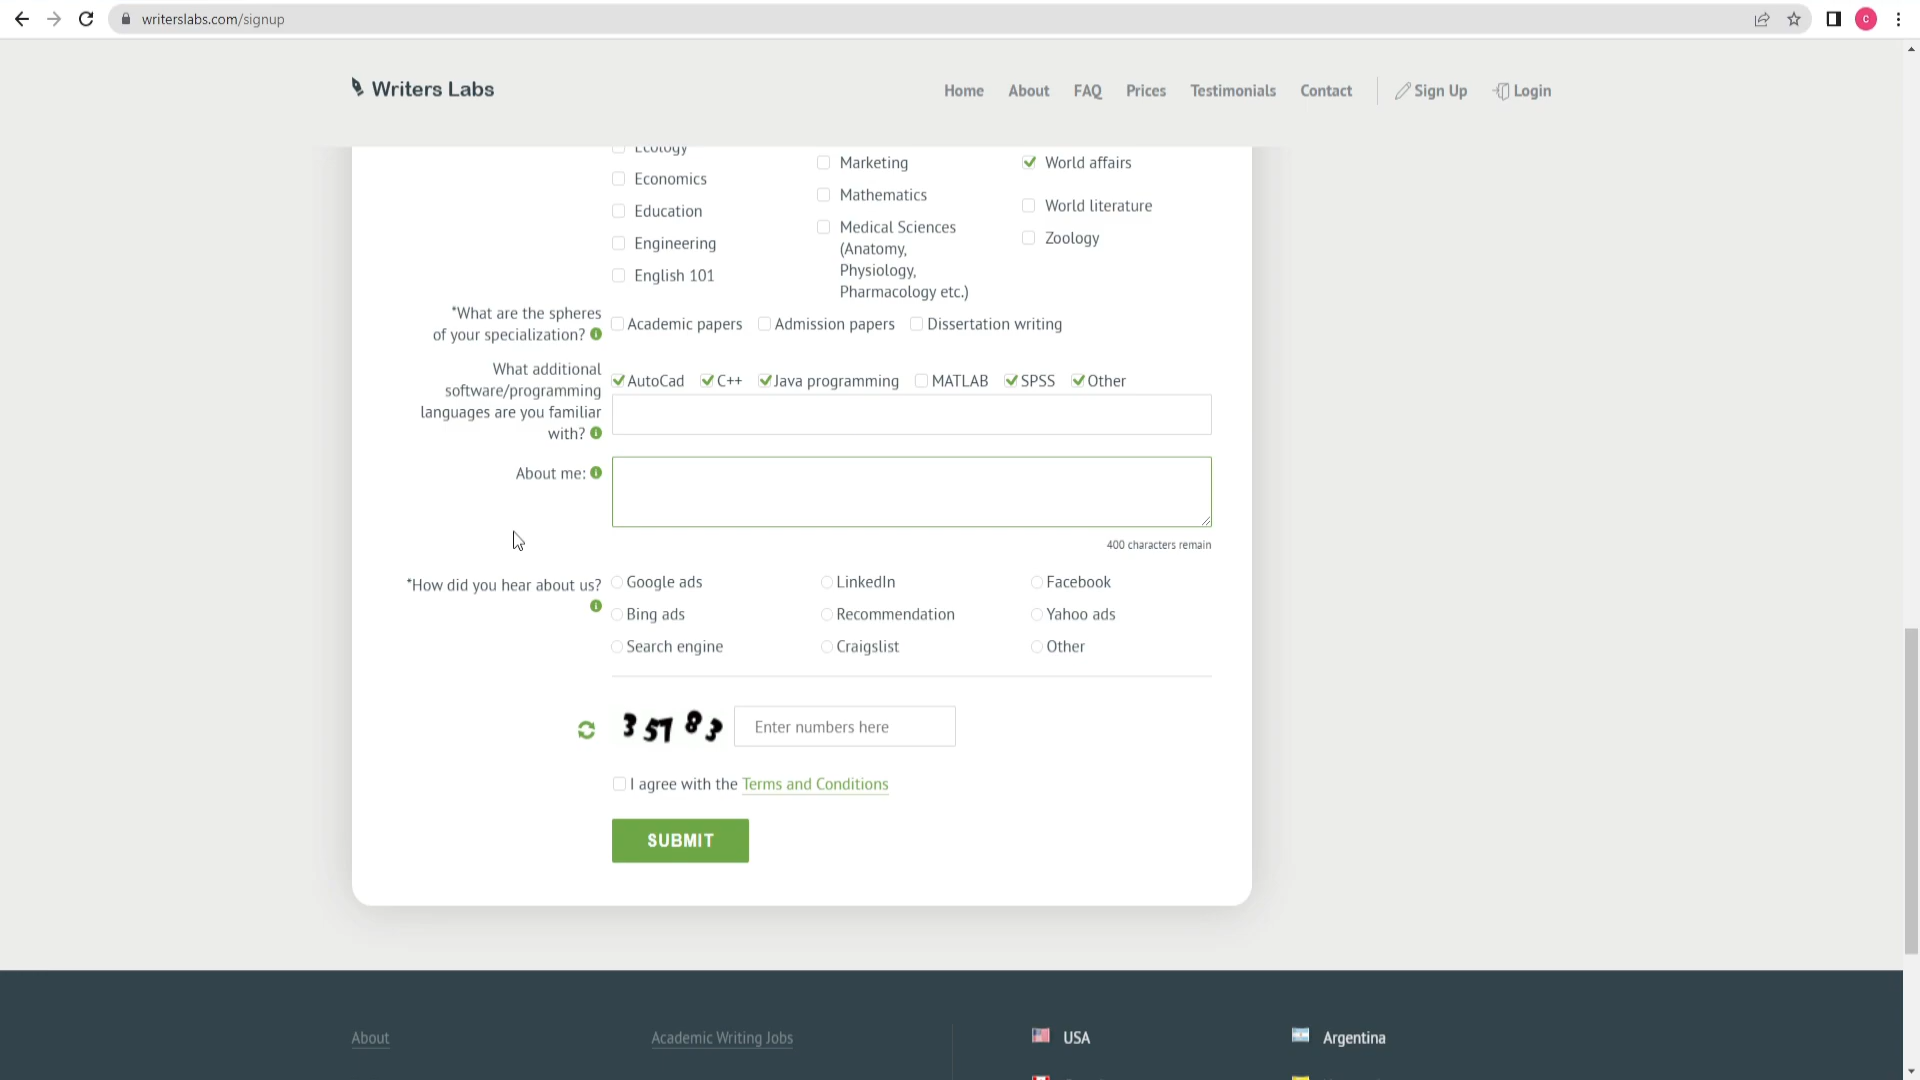 writerslabs.com/signup
c
Writers Labs
Home About FAQ Prices Testimonials Contact Sign Up Login
Ecology
Economics
Education
Engineering
English 101
Marketing
Mathematics
Medical Sciences
(Anatomy,
Physiology,
Pharmacology etc.)
World affairs
World literature
Zoology
*What are the spheres
of your specialization?
Academic papers Admission papers Dissertation writing
What additional
software/programming
languages are you familiar
with?
AutoCad C++ Java programming MATLAB SPSS Other
About me:
400 characters remain
*How did you hear about us?
Google ads LinkedIn Facebook
Bing ads Recommendation Yahoo ads
Search engine Craigslist Other
35783
Enter numbers here
I agree with the Terms and Conditions
SUBMIT
About Academic Writing Jobs USA Argentina